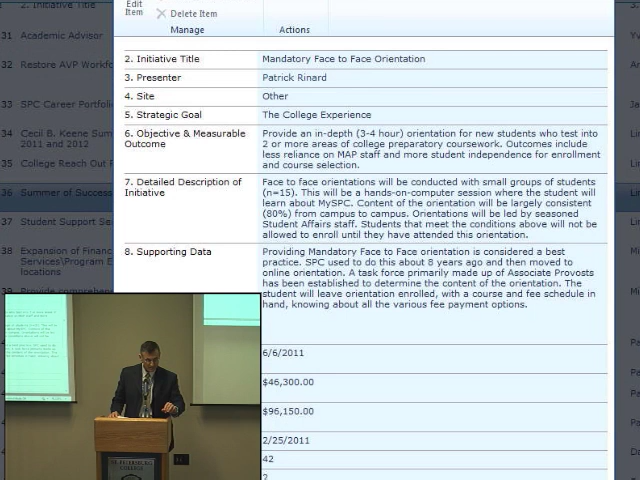 2. Initiative Title
Edit
Item
Delete Item
Manage
Actions
31 Academic Advisor
32 Restore AVP Workfo
33 SPC Career Portfoli
34 Cecil B. Keene Sum
2011 and 2012
35 College Reach Out P
36 Summer of Success
37 Student Support Se
38 Expansion of Financ
Services\Program E
locations
39 Provide comprehen
2. Initiative Title
Mandatory Face to Face Orientation
3. Presenter
Patrick Rinard
4. Site
Other
5. Strategic Goal
The College Experience
6. Objective & Measurable
Outcome
Provide an in-depth (3-4 hour) orientation for new students who test into
2 or more areas of college preparatory coursework. Outcomes include
less reliance on MAP staff and more student independence for enrollment
and course selection.
7. Detailed Description of
Initiative
Face to face orientations will be conducted with small groups of students
(n=15). This will be a hands-on-computer session where the student will
learn about MySPC. Content of the orientation will be largely consistent
(80%) from campus to campus. Orientations will be led by seasoned
Student Affairs staff. Students that meet the conditions above will not be
allowed to enroll until they have attended this orientation.
8. Supporting Data
Providing Mandatory Face to Face orientation is considered a best
practice. SPC used to do this about 8 years ago and then moved to
online orientation. A task force primarily made up of Associate Provosts
has been established to determine the content of the orientation. The
student will leave orientation enrolled, with a course and fee schedule in
hand, knowing about all the various fee payment options.
6/6/2011
$46,300.00
$96,150.00
2/25/2011
42
ST. PETERSBURG
COLLEGE